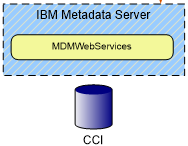 IBM Metadata Server
MDMWebServices
CCI